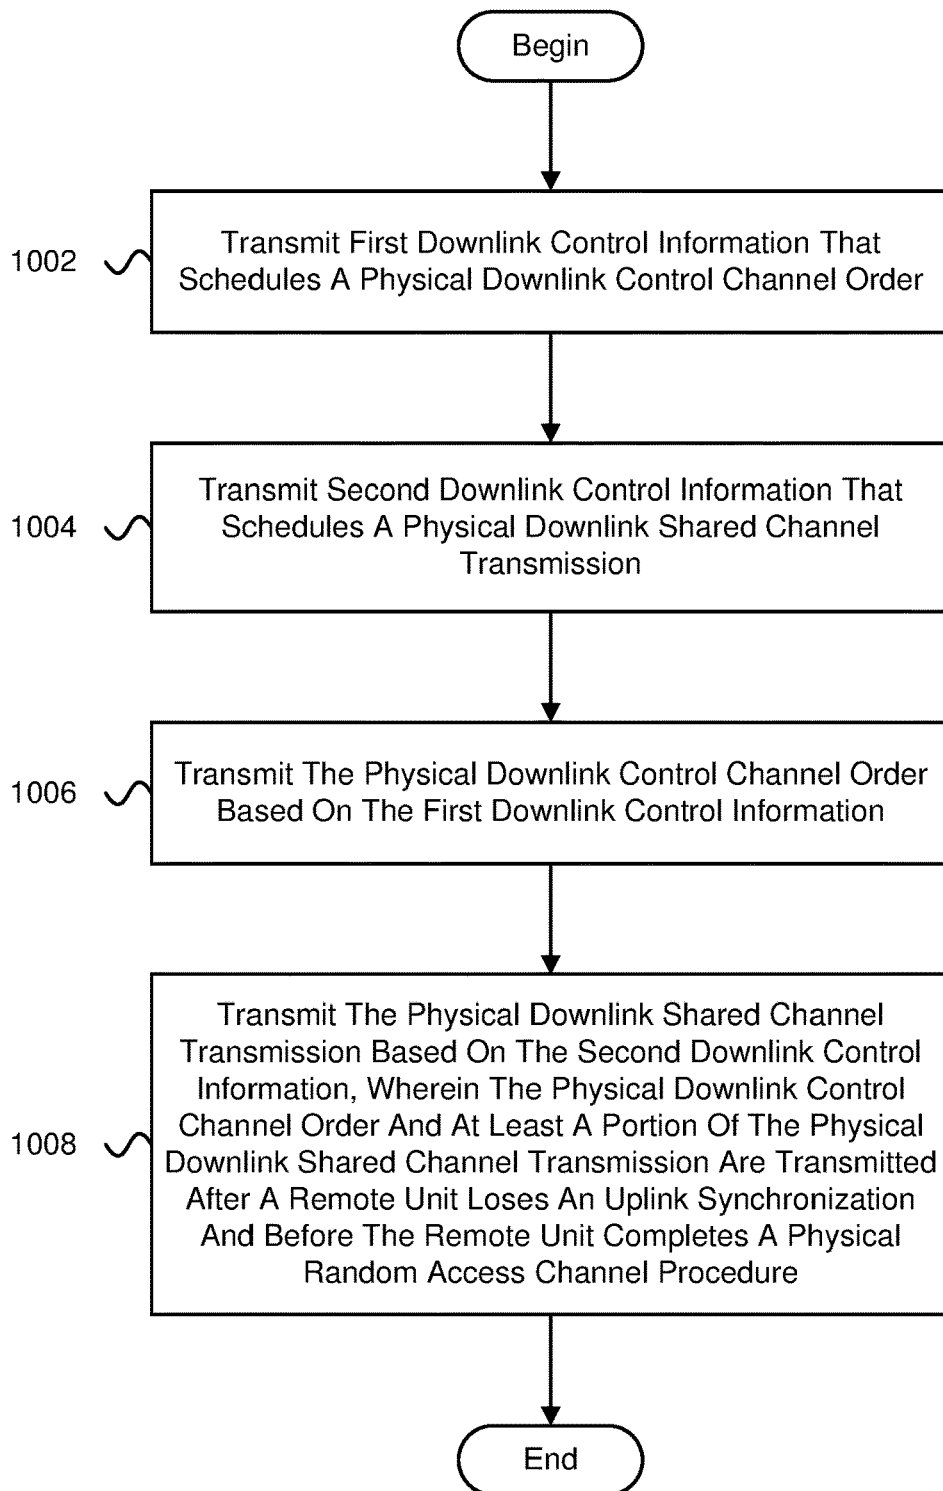 Begin
1002
Transmit First Downlink Control Information That
Schedules A Physical Downlink Control Channel Order
1004
Transmit Second Downlink Control Information That
Schedules A Physical Downlink Shared Channel
Transmission
1006
Transmit The Physical Downlink Control Channel Order
Based On The First Downlink Control Information
1008
Transmit The Physical Downlink Shared Channel
Transmission Based On The Second Downlink Control
Information, Wherein The Physical Downlink Control
Channel Order And At Least A Portion Of The Physical
Downlink Shared Channel Transmission Are Transmitted
After A Remote Unit Loses An Uplink Synchronization
And Before The Remote Unit Completes A Physical
Random Access Channel Procedure
End